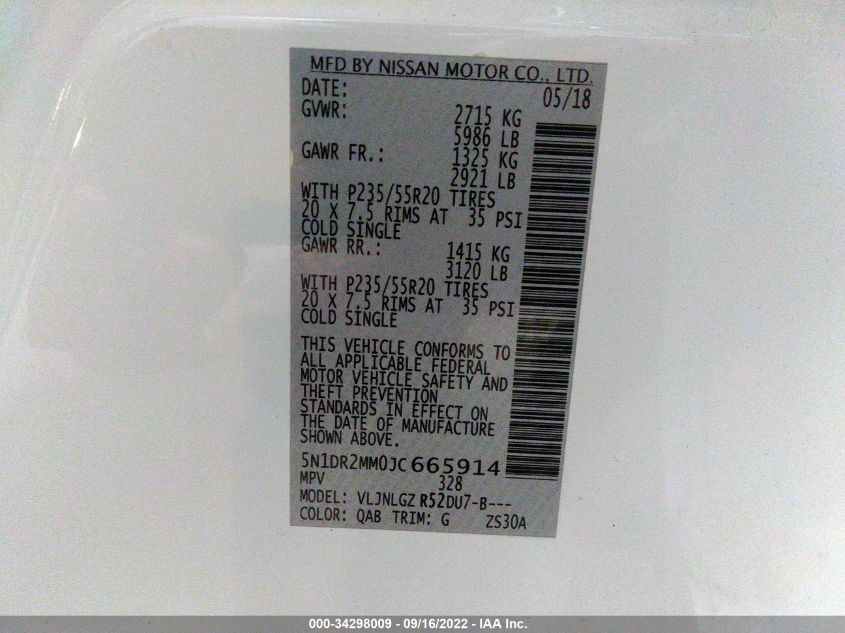 MFD BY NISSAN MOTOR CO., LTD.
DATE: 05/18
GVWR: 2715 KG
5986 LB
GAWR FR.: 1325 KG
2921 LB
WITH P235/55R20 TIRES
20 X 7.5 RIMS AT 35 PSI
COLD SINGLE
GAWR RR.: 1415 KG
3120 LB
WITH P235/55R20 TIRES
20 X 7.5 RIMS AT 35 PSI
COLD SINGLE
THIS VEHICLE CONFORMS TO
ALL APPLICABLE FEDERAL
MOTOR VEHICLE SAFETY AND
THEFT PREVENTION
STANDARDS IN EFFECT ON
THE DATE OF MANUFACTURE
SHOWN ABOVE.
5N1DR2MM0JC665914
MPV 328
MODEL: VLJNLGZ R52DU7-B---
COLOR: QAB TRIM: G ZS30A
000-34298009 - 09/16/2022 - IAA Inc.